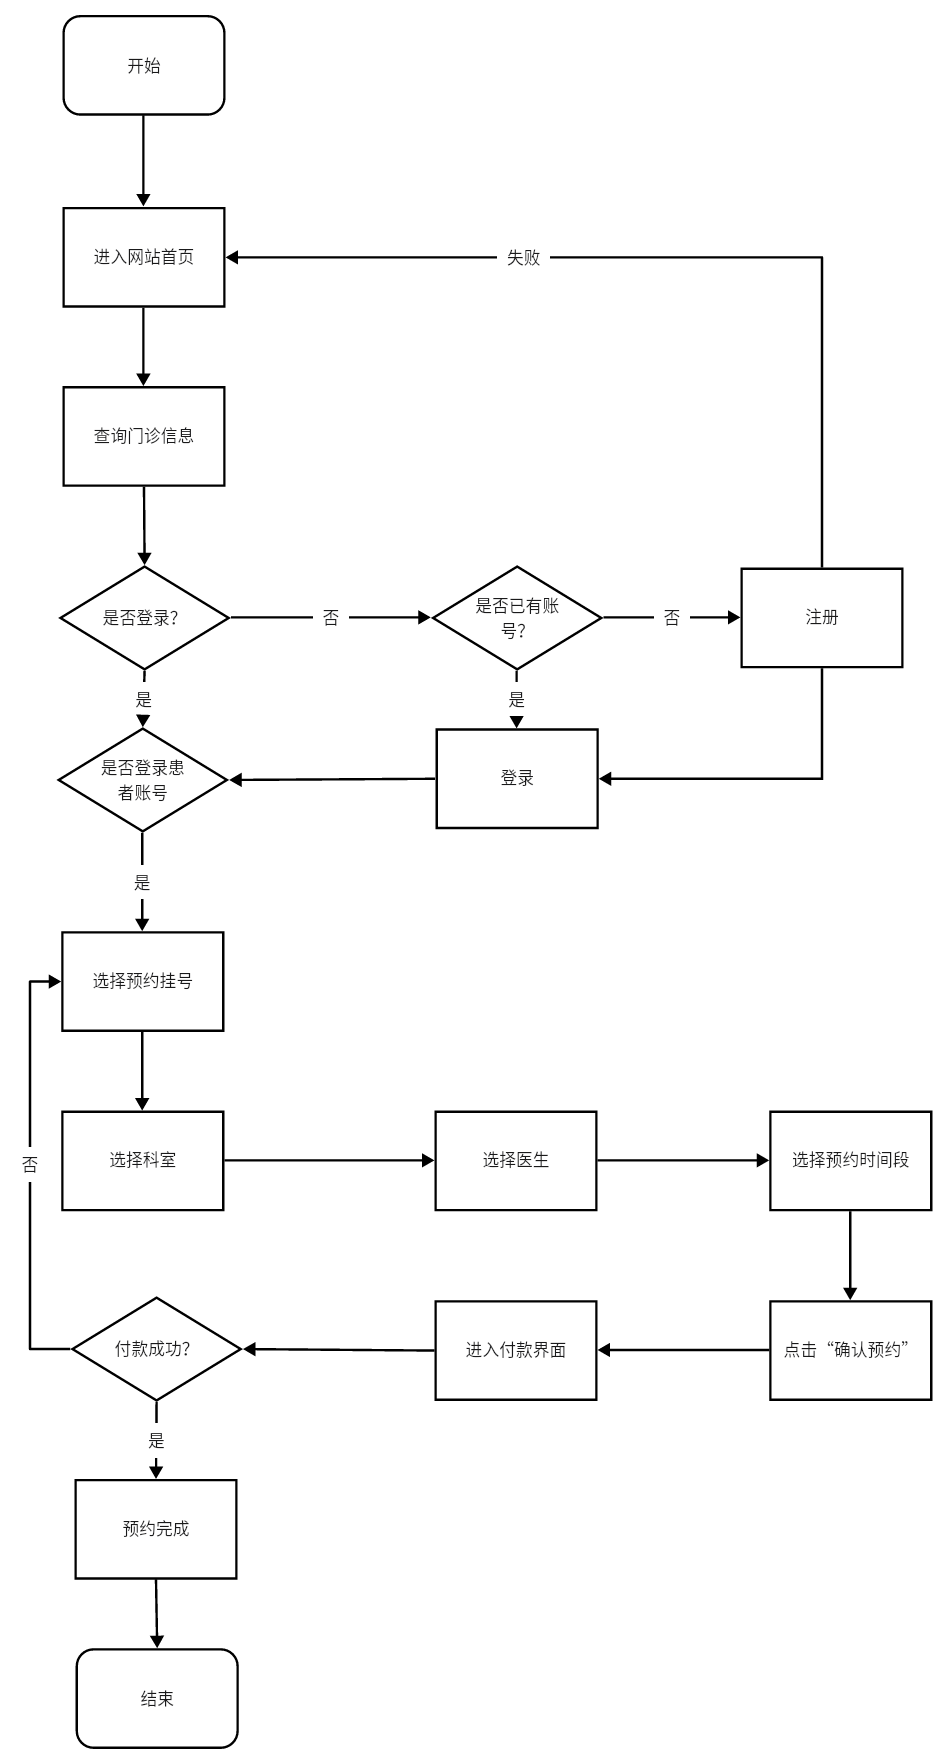 开始
进入网站首页
失败
查询门诊信息
是否登录?
否
是否已有账
号?
否
注册
是
是
是否登录患
者账号
登录
是
选择预约挂号
否
选择科室
选择医生
选择预约时间段
付款成功?
进入付款界面
点击“确认预约”
是
预约完成
结束